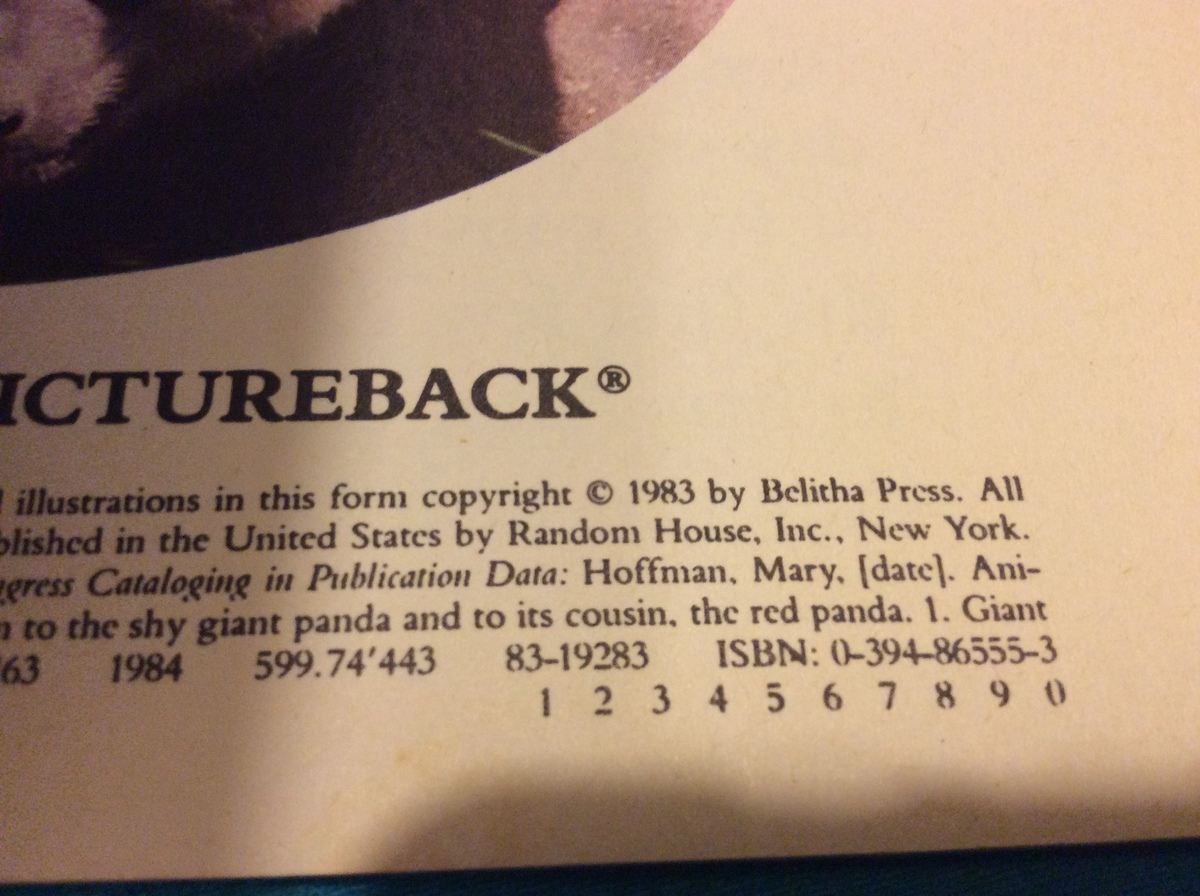 ICTUREBACK®
illustrations in this form copyright © 1983 by Belitha Press. All
blished in the United States by Random House, Inc., New York.
ngress Cataloging in Publication Data: Hoffman, Mary, [date]. Ani-
to the shy giant panda and to its cousin, the red panda. 1. Giant
63 1984 599.74'443 83-19283 ISBN: 0-394-86555-3
1 2 3 4 5 6 7 8 9 0